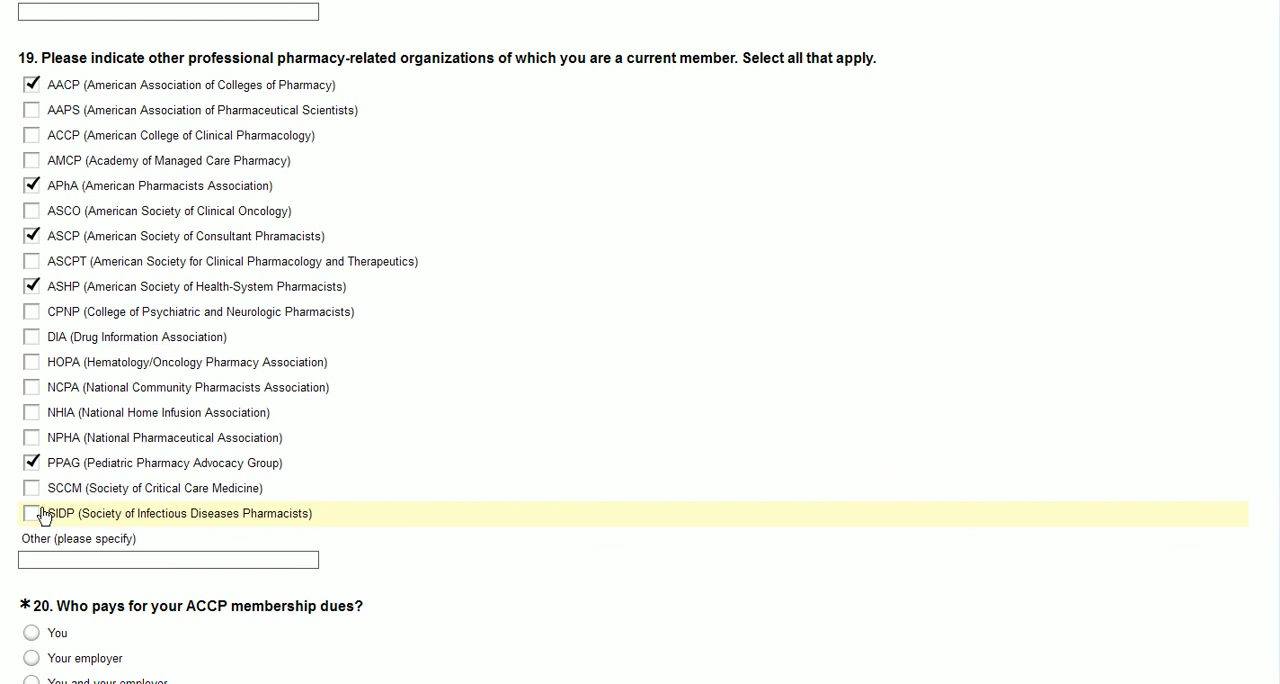 19. Please indicate other professional pharmacy-related organizations of which you are a current member. Select all that apply.
AACP (American Association of Colleges of Pharmacy)
AAPS (American Association of Pharmaceutical Scientists)
ACCP (American College of Clinical Pharmacology)
AMCP (Academy of Managed Care Pharmacy)
APhA (American Pharmacists Association)
ASCO (American Society of Clinical Oncology)
ASCP (American Society of Consultant Phramacists)
ASCPT (American Society for Clinical Pharmacology and Therapeutics)
ASHP (American Society of Health-System Pharmacists)
CPNP (College of Psychiatric and Neurologic Pharmacists)
DIA (Drug Information Association)
HOPA (Hematology/Oncology Pharmacy Association)
NCPA (National Community Pharmacists Association)
NHIA (National Home Infusion Association)
NPHA (National Pharmaceutical Association)
PPAG (Pediatric Pharmacy Advocacy Group)
SCCM (Society of Critical Care Medicine)
SIDP (Society of Infectious Diseases Pharmacists)
Other (please specify)
*20. Who pays for your ACCP membership dues?
You
Your employer
You and your employer